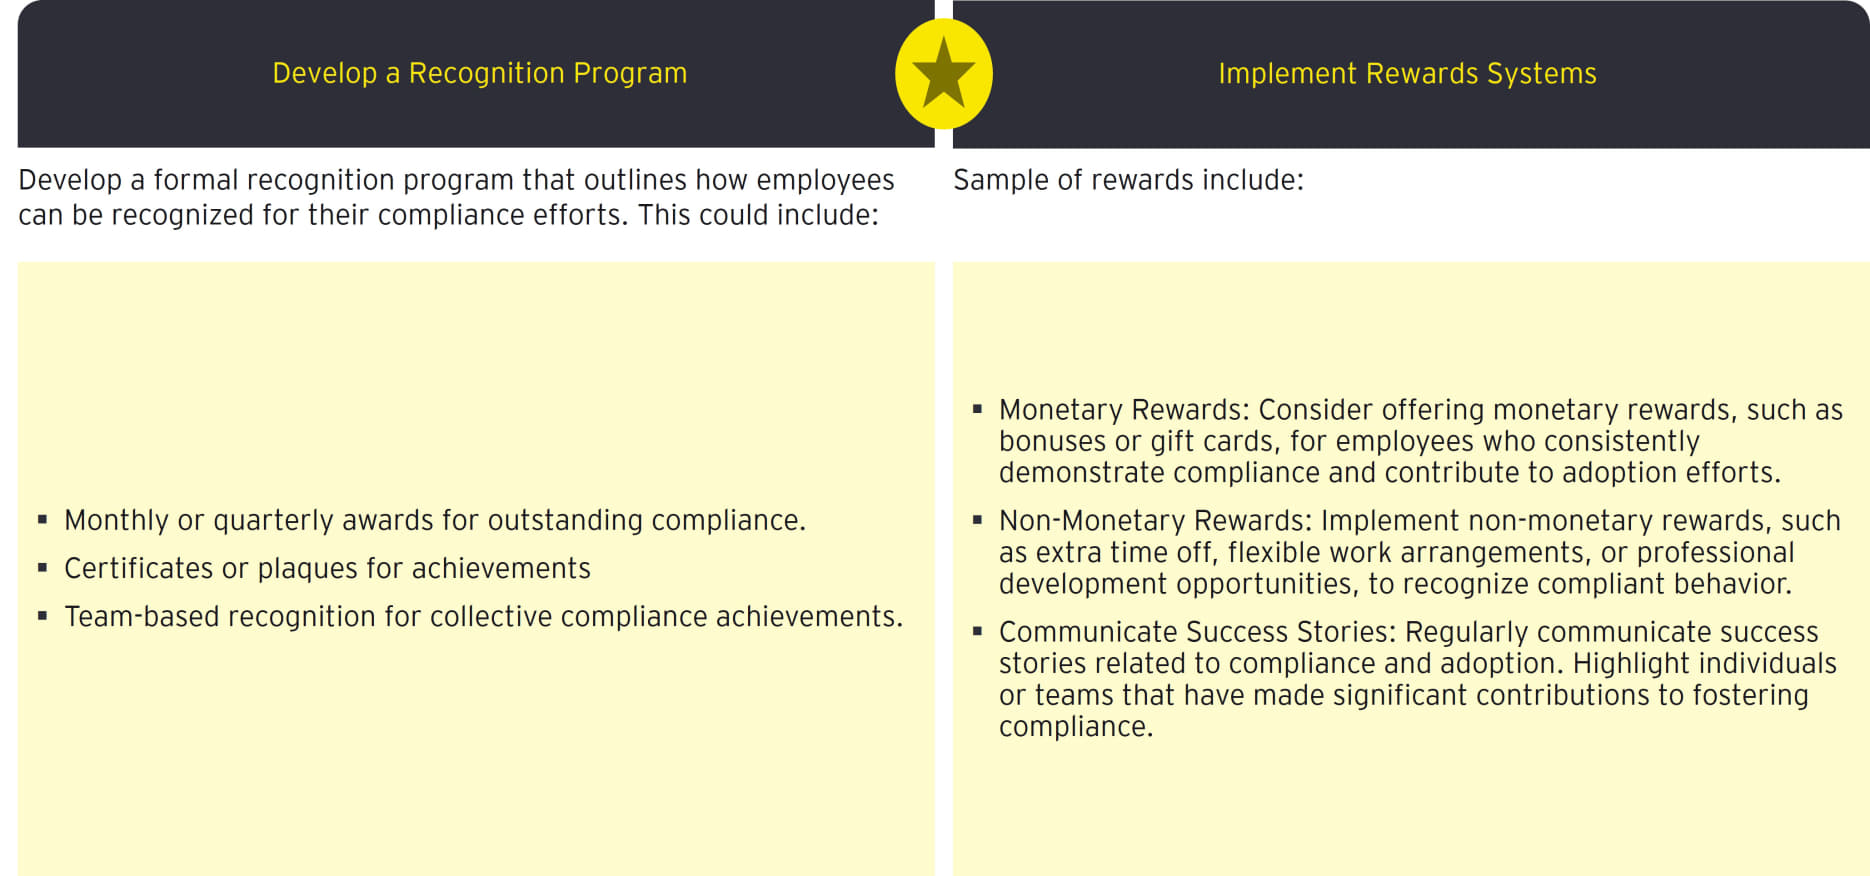 Develop a Recognition Program
Implement Rewards Systems
Develop a formal recognition program that outlines how employees
can be recognized for their compliance efforts. This could include:
▪ Monthly or quarterly awards for outstanding compliance.
▪ Certificates or plaques for achievements
▪ Team-based recognition for collective compliance achievements.
Sample of rewards include:
▪ Monetary Rewards: Consider offering monetary rewards, such as
bonuses or gift cards, for employees who consistently
demonstrate compliance and contribute to adoption efforts.
▪ Non-Monetary Rewards: Implement non-monetary rewards, such
as extra time off, flexible work arrangements, or professional
development opportunities, to recognize compliant behavior.
▪ Communicate Success Stories: Regularly communicate success
stories related to compliance and adoption. Highlight individuals
or teams that have made significant contributions to fostering
compliance.